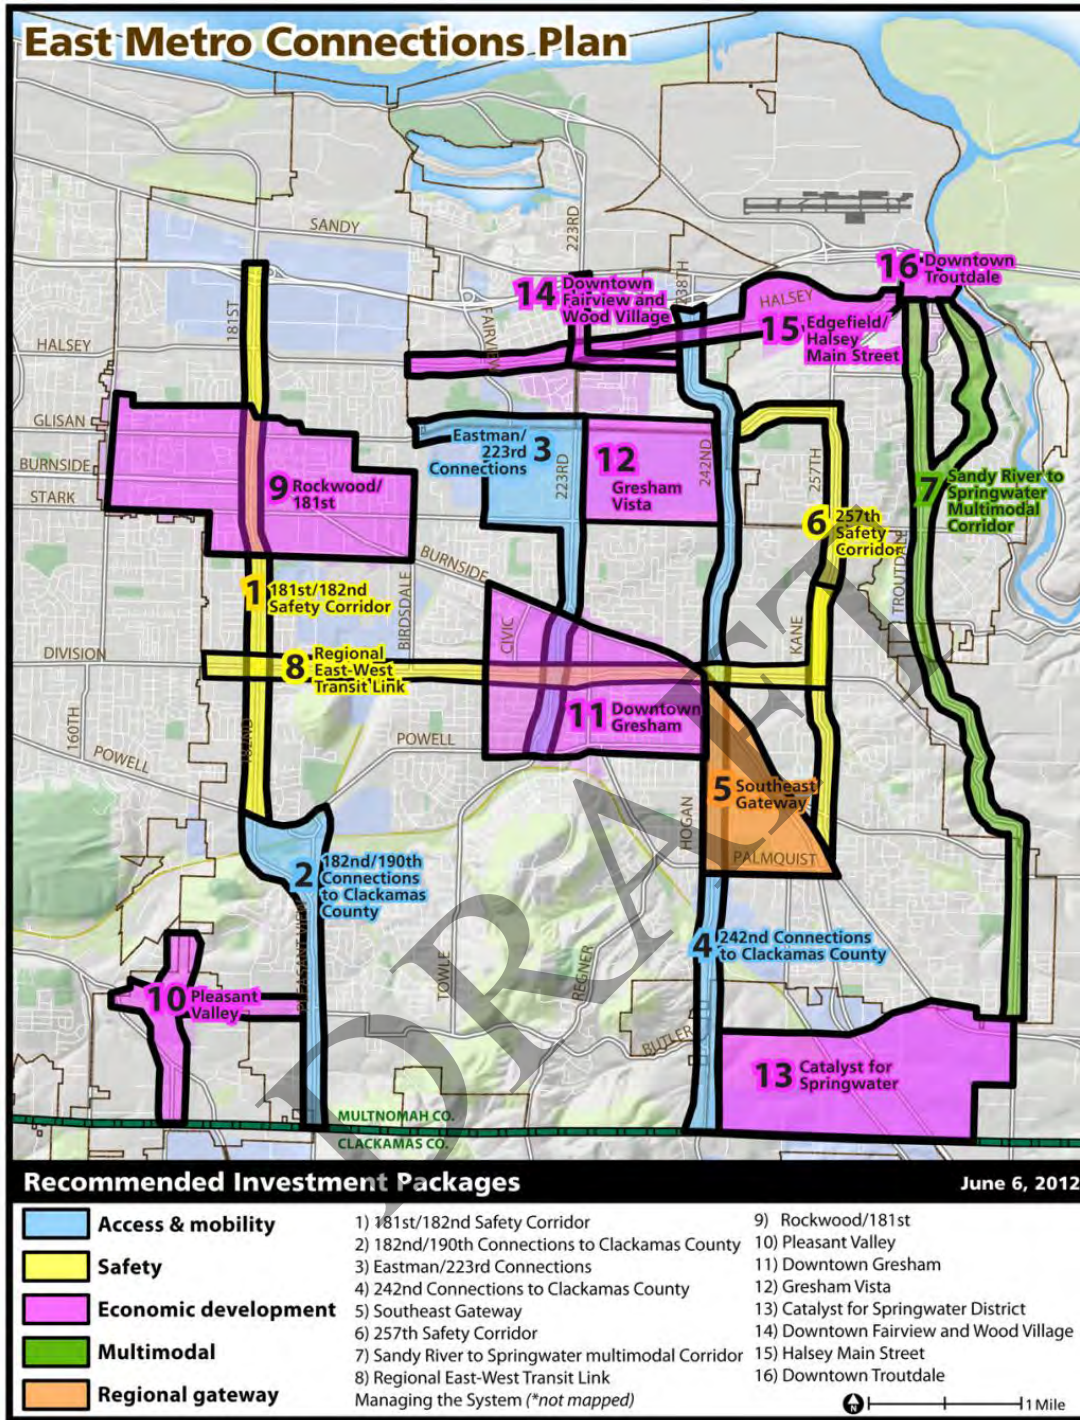 East Metro Connections Plan
SANDY
223RD
181ST
238TH
16 Downtown
Troutdale
14 Downtown
Fairview and
Wood Village
HALSEY
15 Edgefield/
Halsey
Main Street
FAIRVIEW
HALSEY
GLISAN
BURNSIDE
STARK
Eastman/
223rd
Connections
3
223RD
12
Gresham
Vista
242ND
257TH
9 Rockwood/
181st
7 Sandy River to
Springwater
Multimodal
Corridor
6 257th
Safety
Corridor
BURNSIDE
1 181st/182nd
Safety Corridor
BIRDSDALE
CIVIC
KANE
TROUTDALE
DIVISION
8 Regional
East-West
Transit Link
11 Downtown
Gresham
160TH
182ND
POWELL
POWELL
5 Southeast
Gateway
HOGAN
PALMQUIST
2 182nd/190th
Connections
to Clackamas
County
PLEASANT VIEW
4 242nd Connections
to Clackamas County
TOWLE
REGNER
10 Pleasant
Valley
BUTLER
13 Catalyst for
Springwater
MULTNOMAH CO.
CLACKAMAS CO.
DRAFT
Recommended Investment Packages
June 6, 2012
Access & mobility
Safety
Economic development
Multimodal
Regional gateway
1) 181st/182nd Safety Corridor
2) 182nd/190th Connections to Clackamas County
3) Eastman/223rd Connections
4) 242nd Connections to Clackamas County
5) Southeast Gateway
6) 257th Safety Corridor
7) Sandy River to Springwater multimodal Corridor
8) Regional East-West Transit Link
Managing the System (*not mapped)
9) Rockwood/181st
10) Pleasant Valley
11) Downtown Gresham
12) Gresham Vista
13) Catalyst for Springwater District
14) Downtown Fairview and Wood Village
15) Halsey Main Street
16) Downtown Troutdale
N
1 Mile